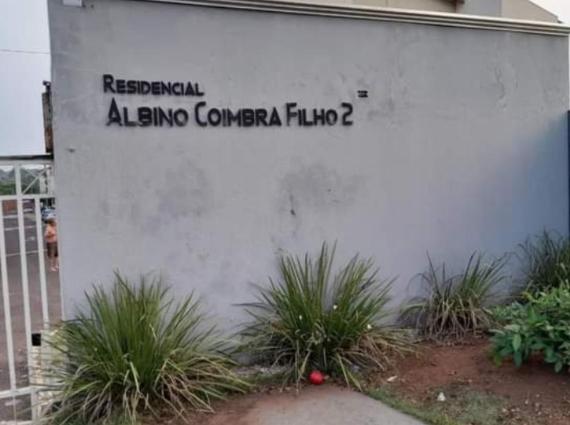 Residencial
Albino Coimbra Filho 2